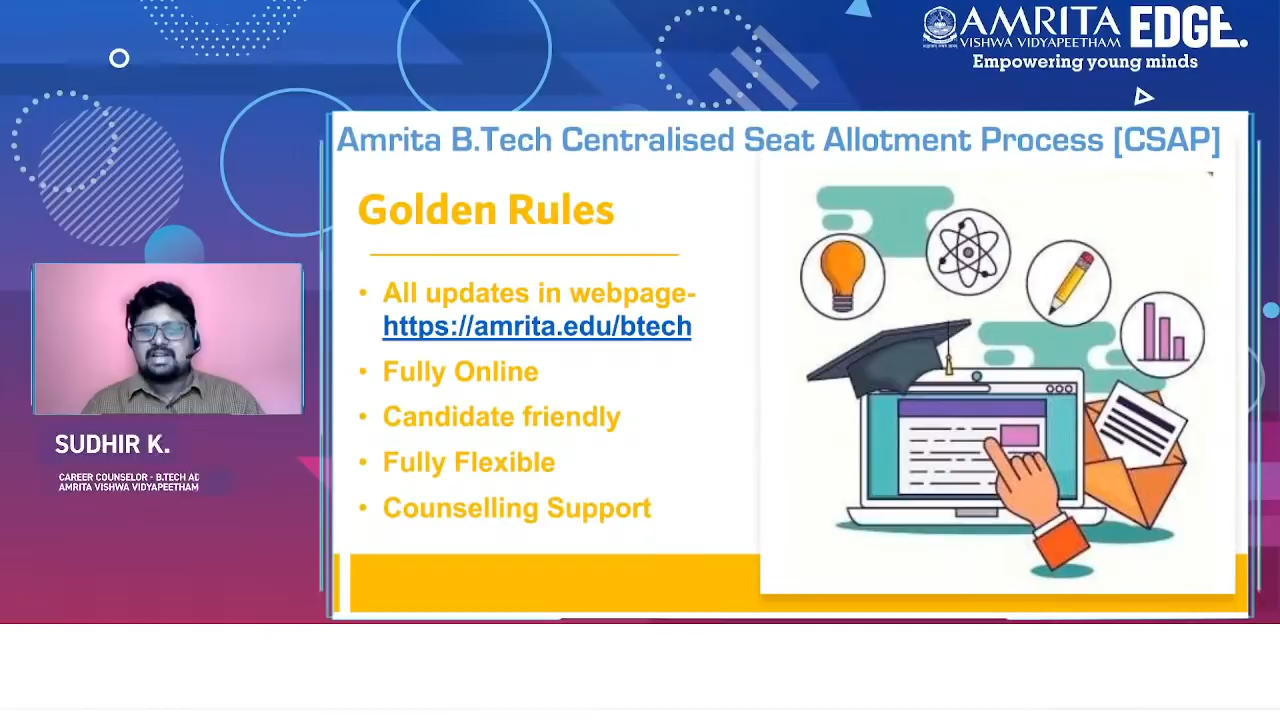 AMRITA EDGE.
VISHWA VIDYAPEETHAM
Empowering young minds
Amrita B.Tech Centralised Seat Allotment Process [CSAP]
Golden Rules
• All updates in webpage-
https://amrita.edu/btech
• Fully Online
• Candidate friendly
• Fully Flexible
• Counselling Support
SUDHIR K.
CAREER COUNSELOR - B.TECH AD
AMRITA VISHWA VIDYAPEETHAM